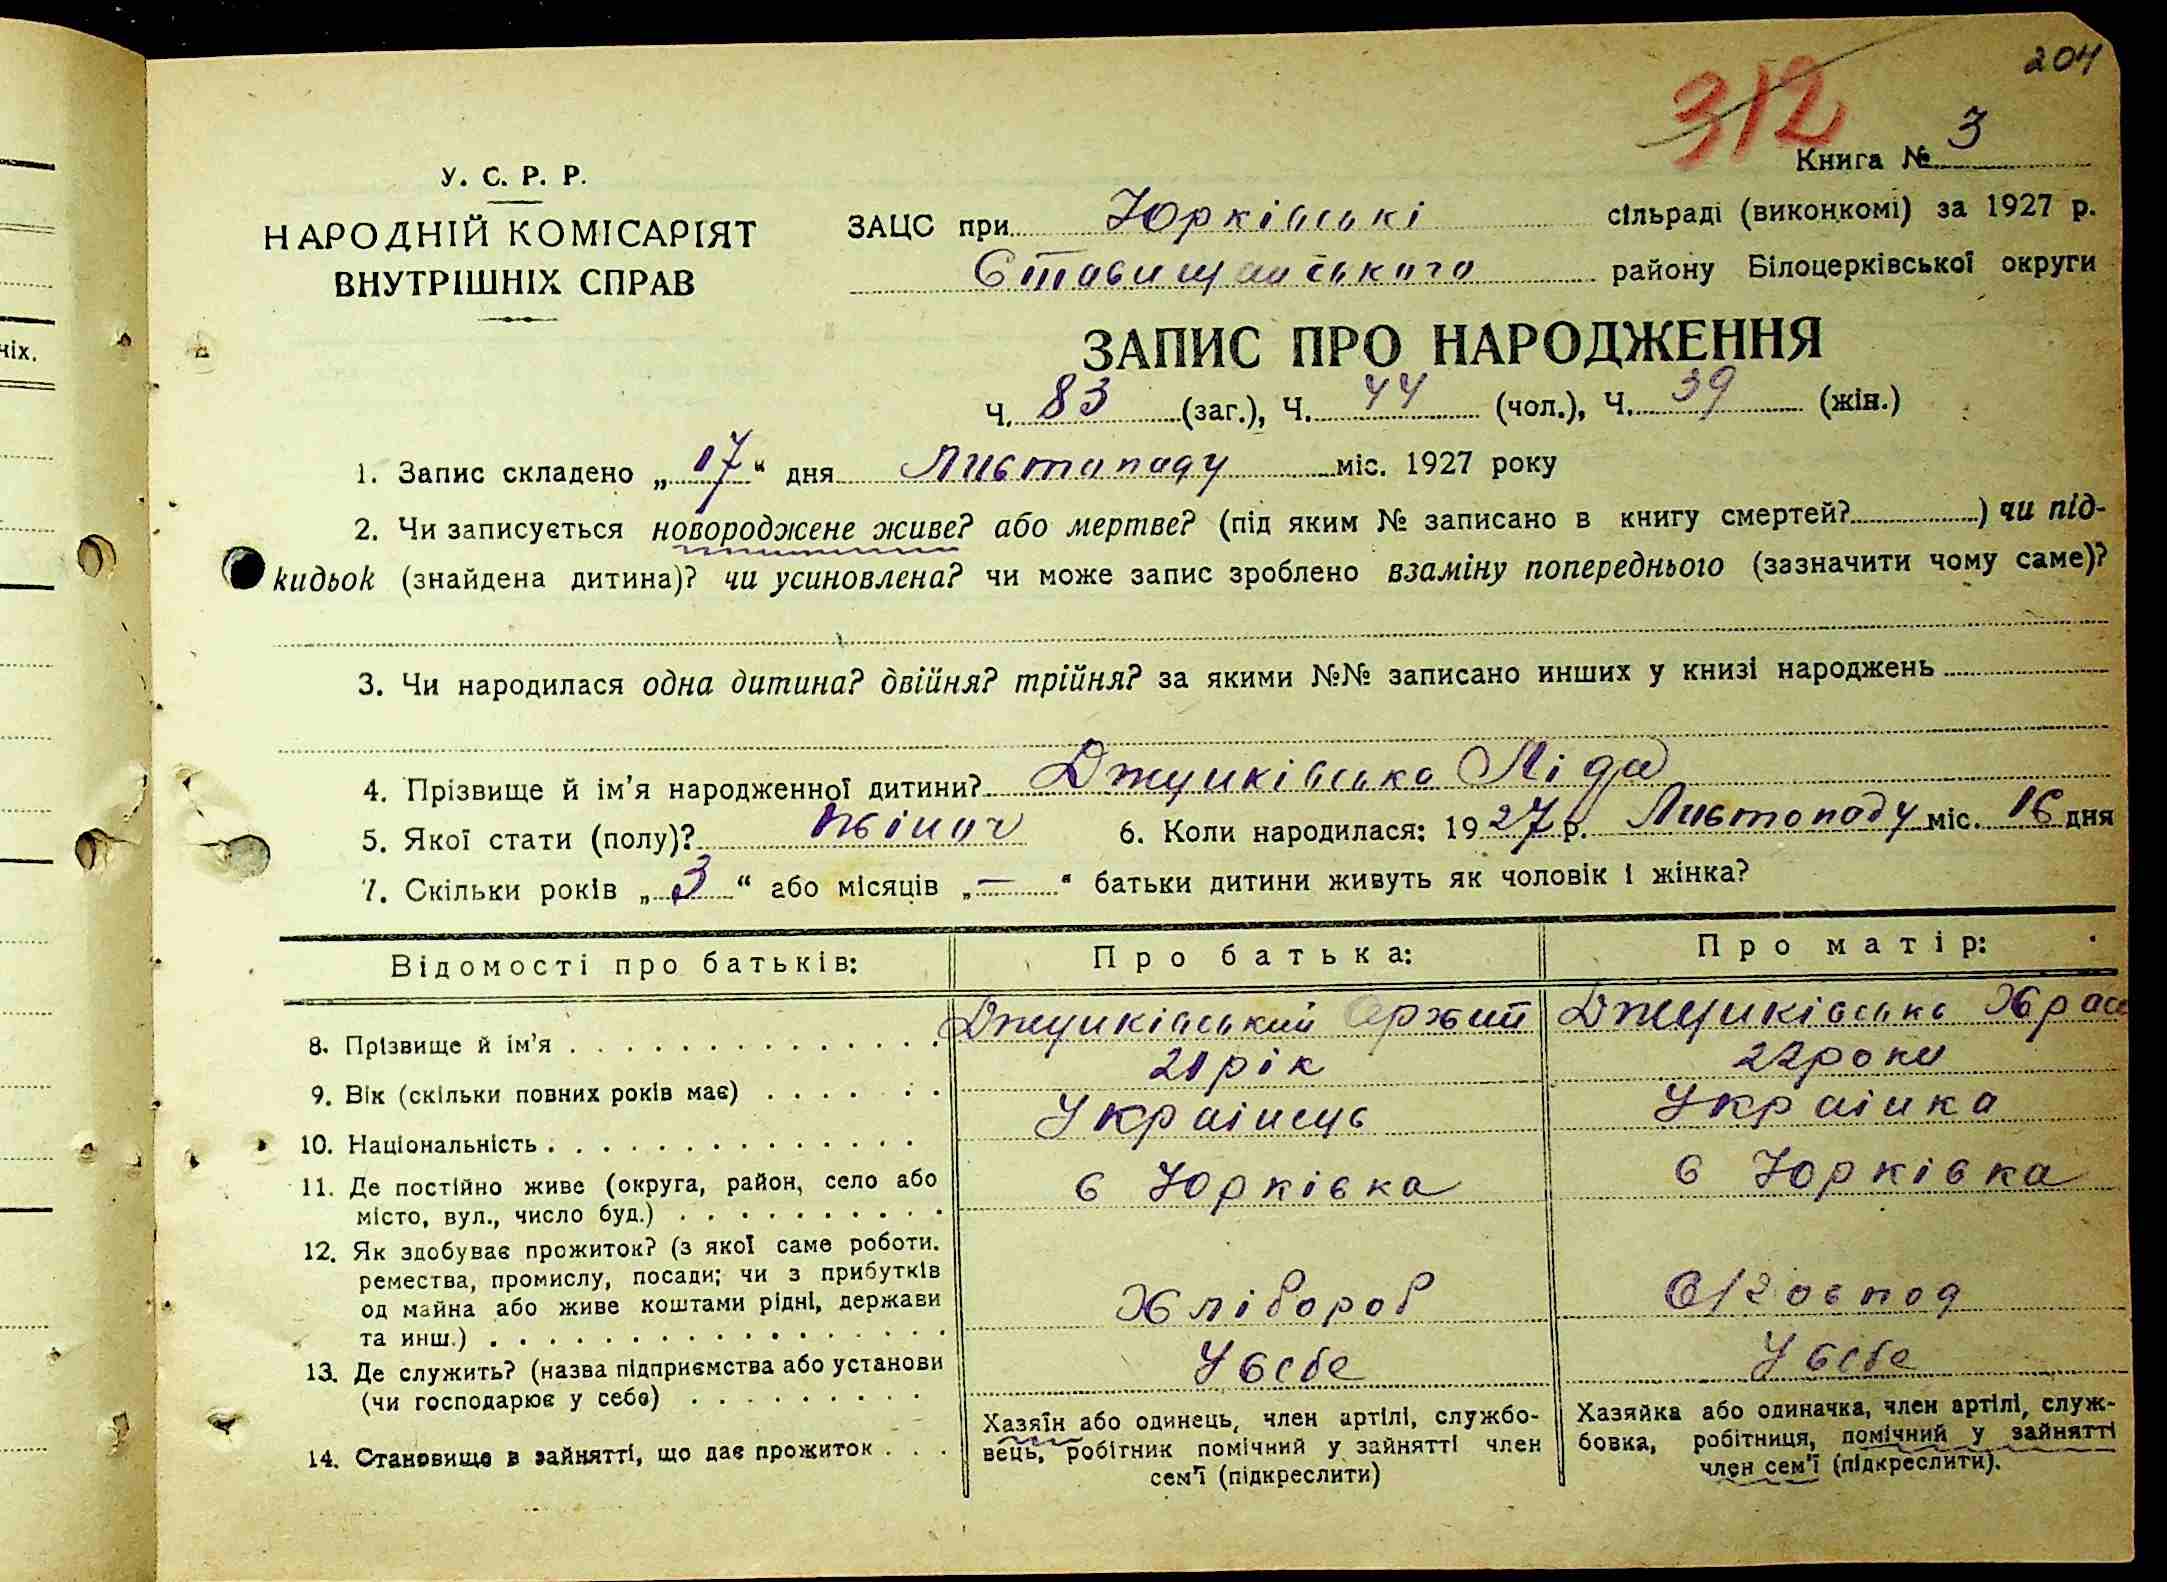 204
312
Книга № 3
У. С. Р. Р.
НАРОДНІЙ КОМІСАРІЯТ
ВНУТРІШНІХ СПРАВ
ЗАЦС при Юрківські сільраді (виконкомі) за 1927 р.
Ставищанського району Білоцерківської округи
ЗАПИС ПРО НАРОДЖЕННЯ
Ч. 83 (заг.), Ч. 44 (чол.), Ч. 39 (жін.)
1. Запис складено „17“ дня Листападу міс. 1927 року
2. Чи записується новороджене живе? або мертве? (під яким № записано в книгу смертей? ) чи під-
кидьок (знайдена дитина)? чи усиновлена? чи може запис зроблено взаміну попереднього (зазначити чому саме)?
3. Чи народилася одна дитина? двійня? трійня? за якими №№ записано инших у книзі народжень
4. Прізвище й ім'я народженної дитини? Джунківська Ліда
5. Якої стати (полу)? 6. Коли народилася: 1927 р. Листопаду міс. 16 дня
7. Скільки років „3“ або місяців „—“ батьки дитини живуть як чоловік і жінка?
Відомості про батьків: Про батька: Про матір:
8. Прізвище й ім'я Джунківський Джунківська
9. Вік (скільки повних років має) 21 рік 22 роки
10. Національність Украінець Украінка
11. Де постійно живе (округа, район, село або
місто, вул., число буд.) в Юрківка в Юрківка
12. Як здобуває прожиток? (з якої саме роботи.
ремества, промислу, посади; чи з прибутків
од майна або живе коштами рідні, держави
та инш.) Хлібороб
13. Де служить? (назва підприємства або установи
(чи господарює у себе) У себе У себе
14. Становище в зайнятті, що дає прожиток
Хазяїн або одинець, член артілі, службо-
вець, робітник помічний у зайнятті член
сем'ї (підкреслити)
Хазяйка або одиначка, член артілі, служ-
бовка, робітниця, помічний у зайнятті
член сем'ї (підкреслити).
ніх.